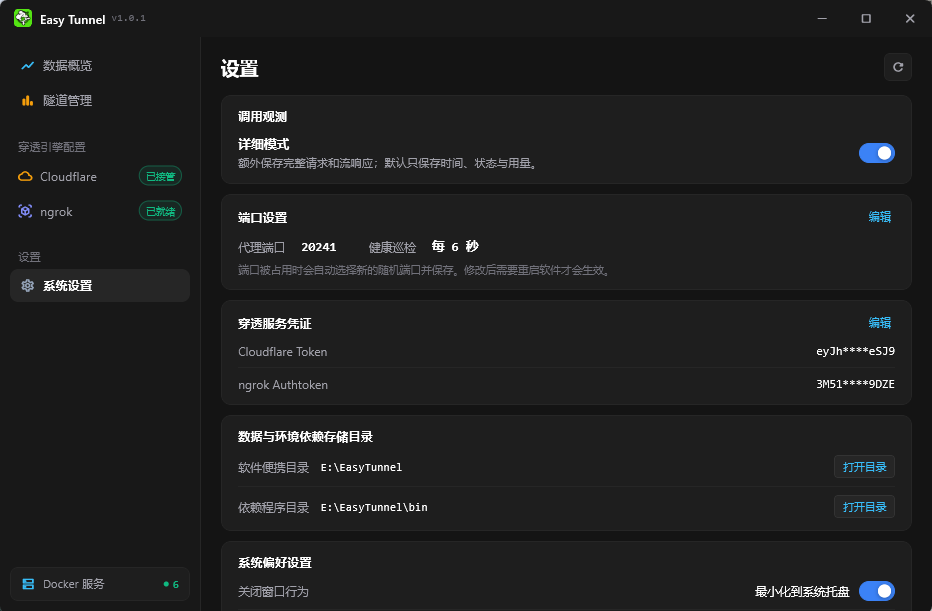 Easy Tunnel v1.0.1
数据概览
隧道管理
穿透引擎配置
Cloudflare 已接管
ngrok 已就绪
设置
系统设置
Docker 服务 6
设置
调用观测
详细模式
额外保存完整请求和流响应；默认只保存时间、状态与用量。
端口设置 编辑
代理端口 20241 健康巡检 每 6 秒
端口被占用时会自动选择新的随机端口并保存。修改后需要重启软件才会生效。
穿透服务凭证 编辑
Cloudflare Token eyJh****eSJ9
ngrok Authtoken 3M51****9DZE
数据与环境依赖存储目录
软件便携目录 E:\EasyTunnel 打开目录
依赖程序目录 E:\EasyTunnel\bin 打开目录
系统偏好设置
关闭窗口行为 最小化到系统托盘